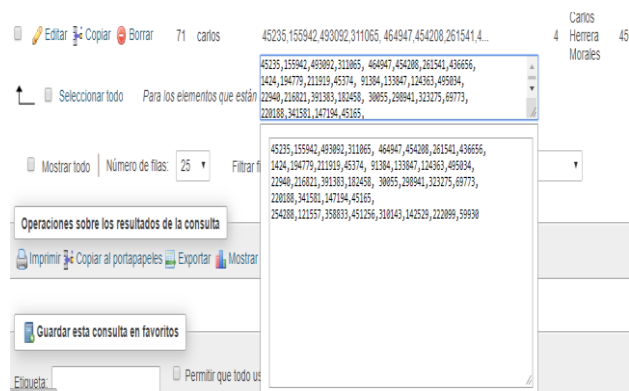 Editar Copiar Borrar 71 carlos 45235,155942,493092,311065, 464947,454208,261541,4... 4 Carlos Herrera Morales 45
45235,155942,493092,311065, 464947,454208,261541,436656,
1424,194779,211919,45374, 91384,133847,124363,495034,
22940,216821,391383,182458, 30055,298941,323275,69773,
220188,341581,147194,45165,
Seleccionar todo Para los elementos que están
45235,155942,493092,311065, 464947,454208,261541,436656,
1424,194779,211919,45374, 91384,133847,124363,495034,
22940,216821,391383,182458, 30055,298941,323275,69773,
220188,341581,147194,45165,
254288,121557,358833,451256,310143,142529,222099,59930
Mostrar todo Número de filas: 25 Filtrar f
Operaciones sobre los resultados de la consulta
Imprimir Copiar al portapapeles Exportar Mostrar
Guardar esta consulta en favoritos
Etiqueta: Permitir que todo us